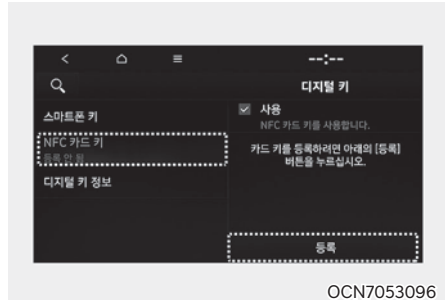 --:--
디지털 키
스마트폰 키
NFC 카드 키
등록 안 됨
디지털 키 정보
사용
NFC 카드 키를 사용합니다.
카드 키를 등록하려면 아래의 [등록]
버튼을 누르십시오.
등록
OCN7053096